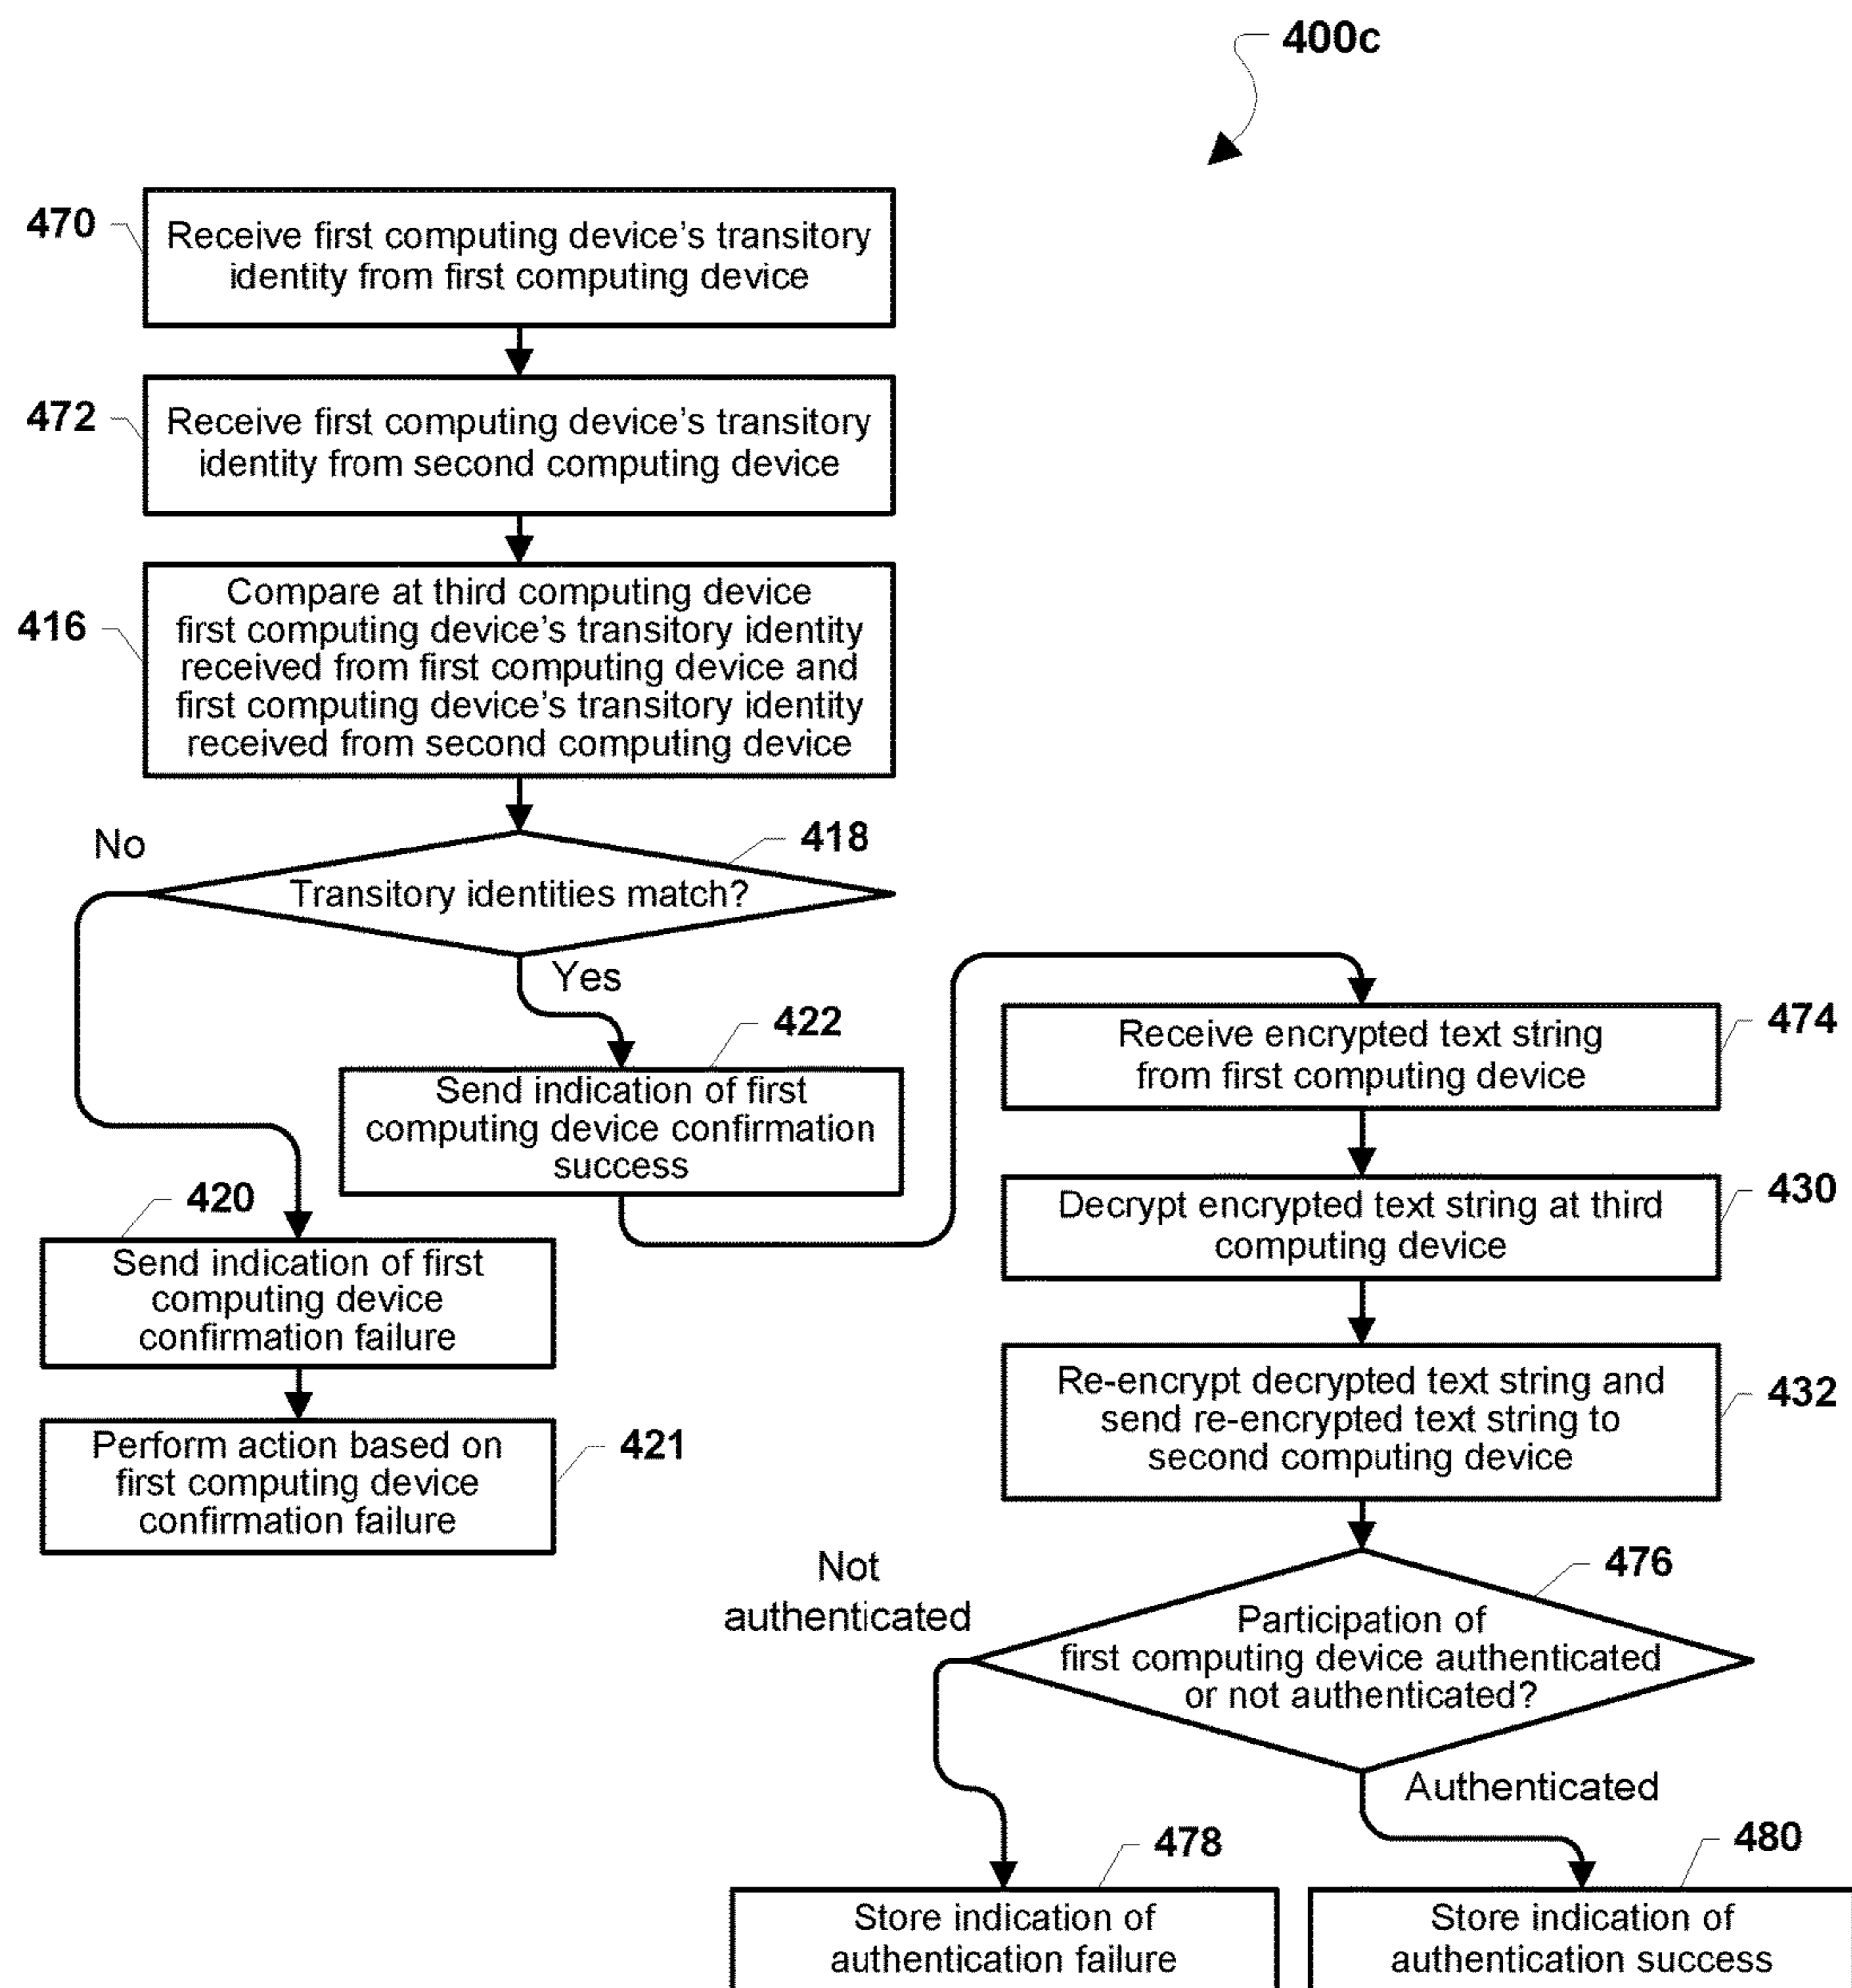 400c
470
Receive first computing device's transitory
identity from first computing device
472
Receive first computing device's transitory
identity from second computing device
416
Compare at third computing device
first computing device's transitory identity
received from first computing device and
first computing device's transitory identity
received from second computing device
No
418
Transitory identities match?
Yes
422
Send indication of first
computing device confirmation
success
420
Send indication of first
computing device
confirmation failure
Perform action based on
first computing device
confirmation failure
421
Receive encrypted text string
from first computing device
474
Decrypt encrypted text string at third
computing device
430
Re-encrypt decrypted text string and
send re-encrypted text string to
second computing device
432
Not
authenticated
476
Participation of
first computing device authenticated
or not authenticated?
Authenticated
478
Store indication of
authentication failure
480
Store indication of
authentication success